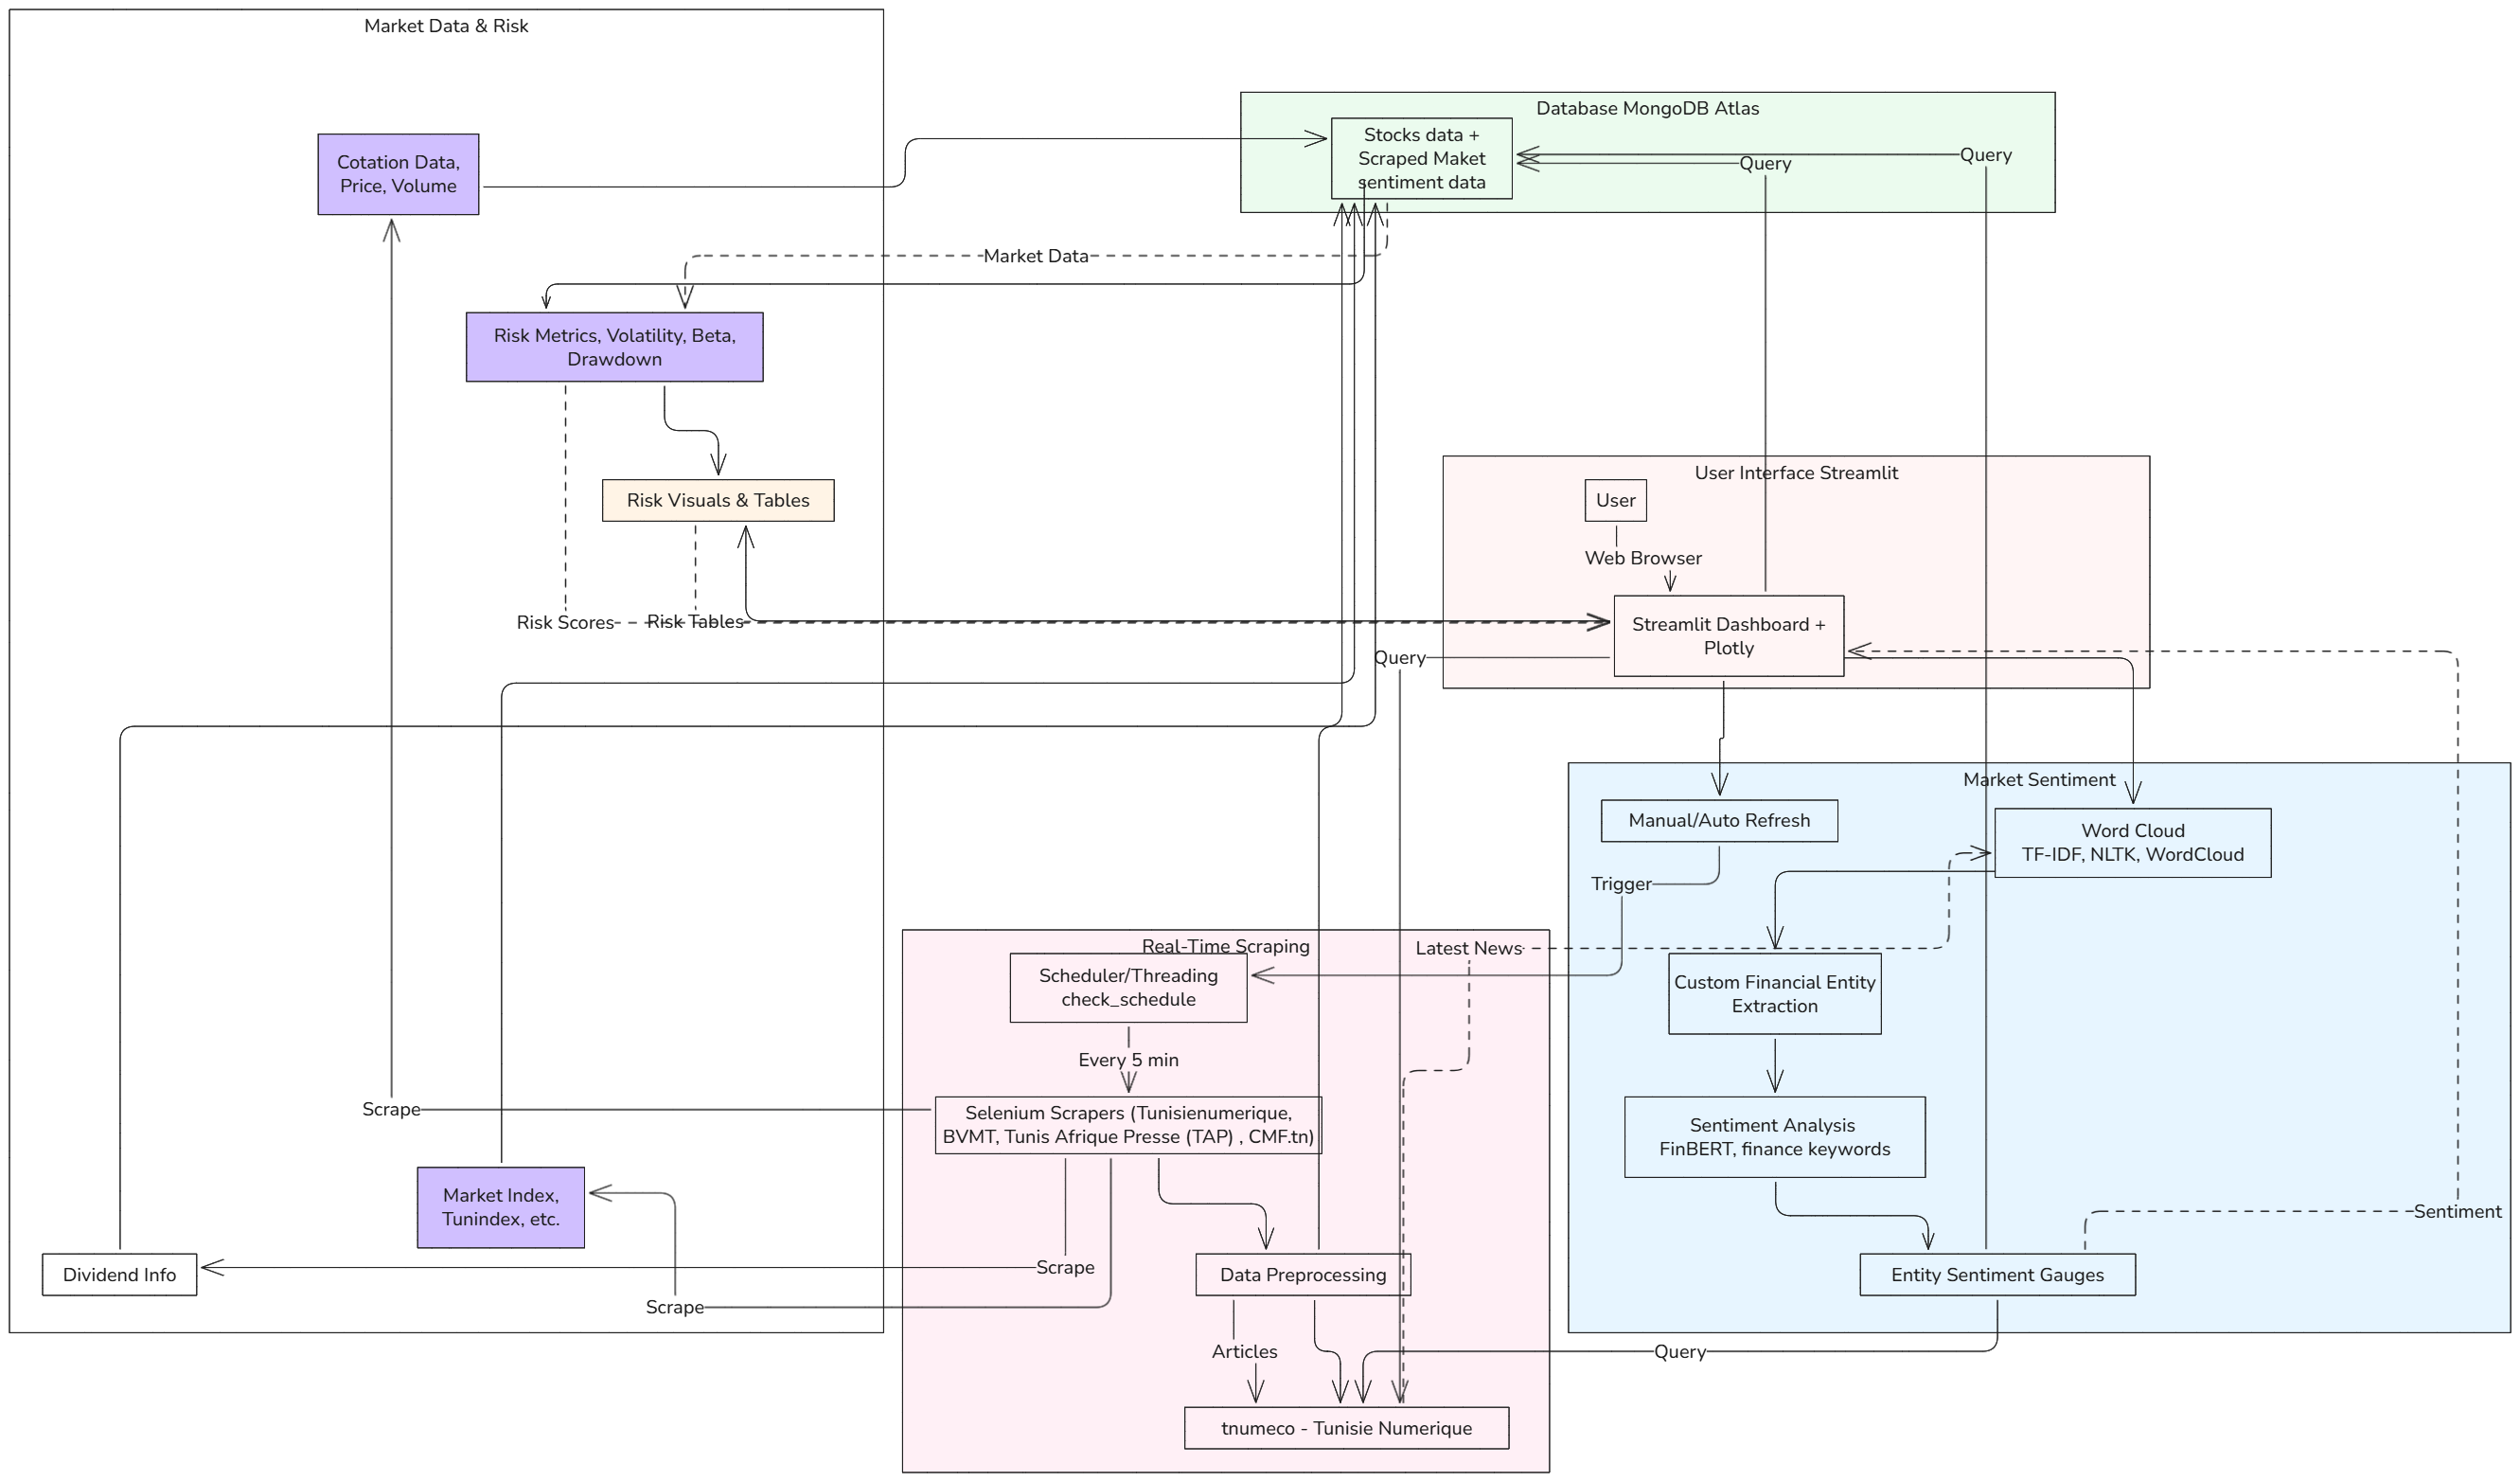 Market Data & Risk
Cotation Data,
Price, Volume
Database MongoDB Atlas
Stocks data +
Scraped Maket
sentiment data
Query
Query
Market Data
Risk Metrics, Volatility, Beta,
Drawdown
Risk Visuals & Tables
Risk Scores
Risk Tables
User Interface Streamlit
User
Web Browser
Streamlit Dashboard +
Plotly
Query
Market Sentiment
Manual/Auto Refresh
Word Cloud
TF-IDF, NLTK, WordCloud
Trigger
Real-Time Scraping
Latest News
Scheduler/Threading
check_schedule
Custom Financial Entity
Extraction
Every 5 min
Scrape
Selenium Scrapers (Tunisienumerique,
BVMT, Tunis Afrique Presse (TAP) , CMF.tn)
Sentiment Analysis
FinBERT, finance keywords
Market Index,
Tunindex, etc.
Sentiment
Dividend Info
Scrape
Data Preprocessing
Entity Sentiment Gauges
Scrape
Articles
Query
tnumeco - Tunisie Numerique